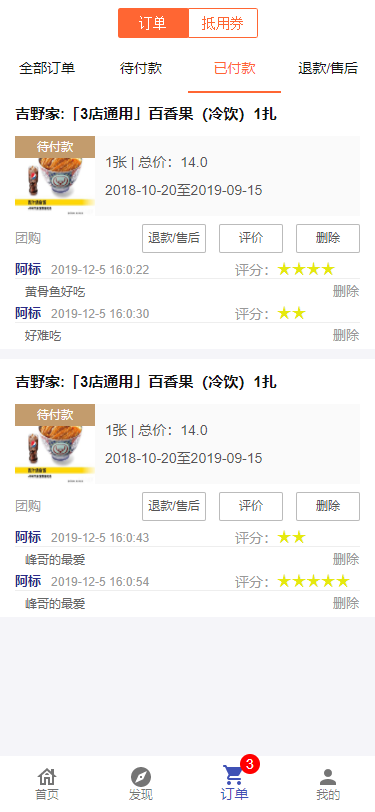 订单 抵用券
全部订单 待付款 已付款 退款/售后
吉野家:「3店通用」百香果（冷饮）1扎
待付款
1张 | 总价：14.0
2018-10-20至2019-09-15
团购 退款/售后 评价 删除
阿标 2019-12-5 16:0:22 评分：★★★★
黄骨鱼好吃 删除
阿标 2019-12-5 16:0:30 评分：★★
好难吃 删除
吉野家:「3店通用」百香果（冷饮）1扎
待付款
1张 | 总价：14.0
2018-10-20至2019-09-15
团购 退款/售后 评价 删除
阿标 2019-12-5 16:0:43 评分：★★
峰哥的最爱 删除
阿标 2019-12-5 16:0:54 评分：★★★★★
峰哥的最爱 删除
3
首页 发现 订单 我的